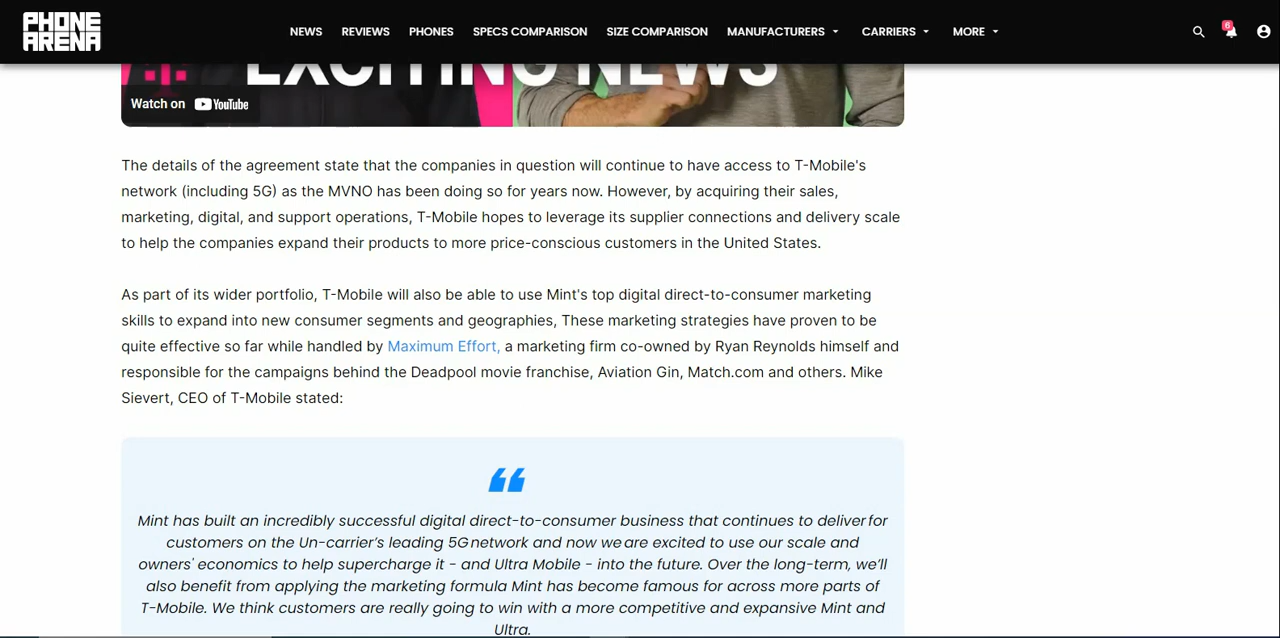 PHONE
ARENA
NEWS REVIEWS PHONES SPECS COMPARISON SIZE COMPARISON MANUFACTURERS CARRIERS MORE
6
EXCITING NEWS
Watch on YouTube
The details of the agreement state that the companies in question will continue to have access to T-Mobile's
network (including 5G) as the MVNO has been doing so for years now. However, by acquiring their sales,
marketing, digital, and support operations, T-Mobile hopes to leverage its supplier connections and delivery scale
to help the companies expand their products to more price-conscious customers in the United States.
As part of its wider portfolio, T-Mobile will also be able to use Mint's top digital direct-to-consumer marketing
skills to expand into new consumer segments and geographies, These marketing strategies have proven to be
quite effective so far while handled by Maximum Effort, a marketing firm co-owned by Ryan Reynolds himself and
responsible for the campaigns behind the Deadpool movie franchise, Aviation Gin, Match.com and others. Mike
Sievert, CEO of T-Mobile stated:
Mint has built an incredibly successful digital direct-to-consumer business that continues to deliver for
customers on the Un-carrier’s leading 5G network and now we are excited to use our scale and
owners' economics to help supercharge it - and Ultra Mobile - into the future. Over the long-term, we’ll
also benefit from applying the marketing formula Mint has become famous for across more parts of
T-Mobile. We think customers are really going to win with a more competitive and expansive Mint and
Ultra.